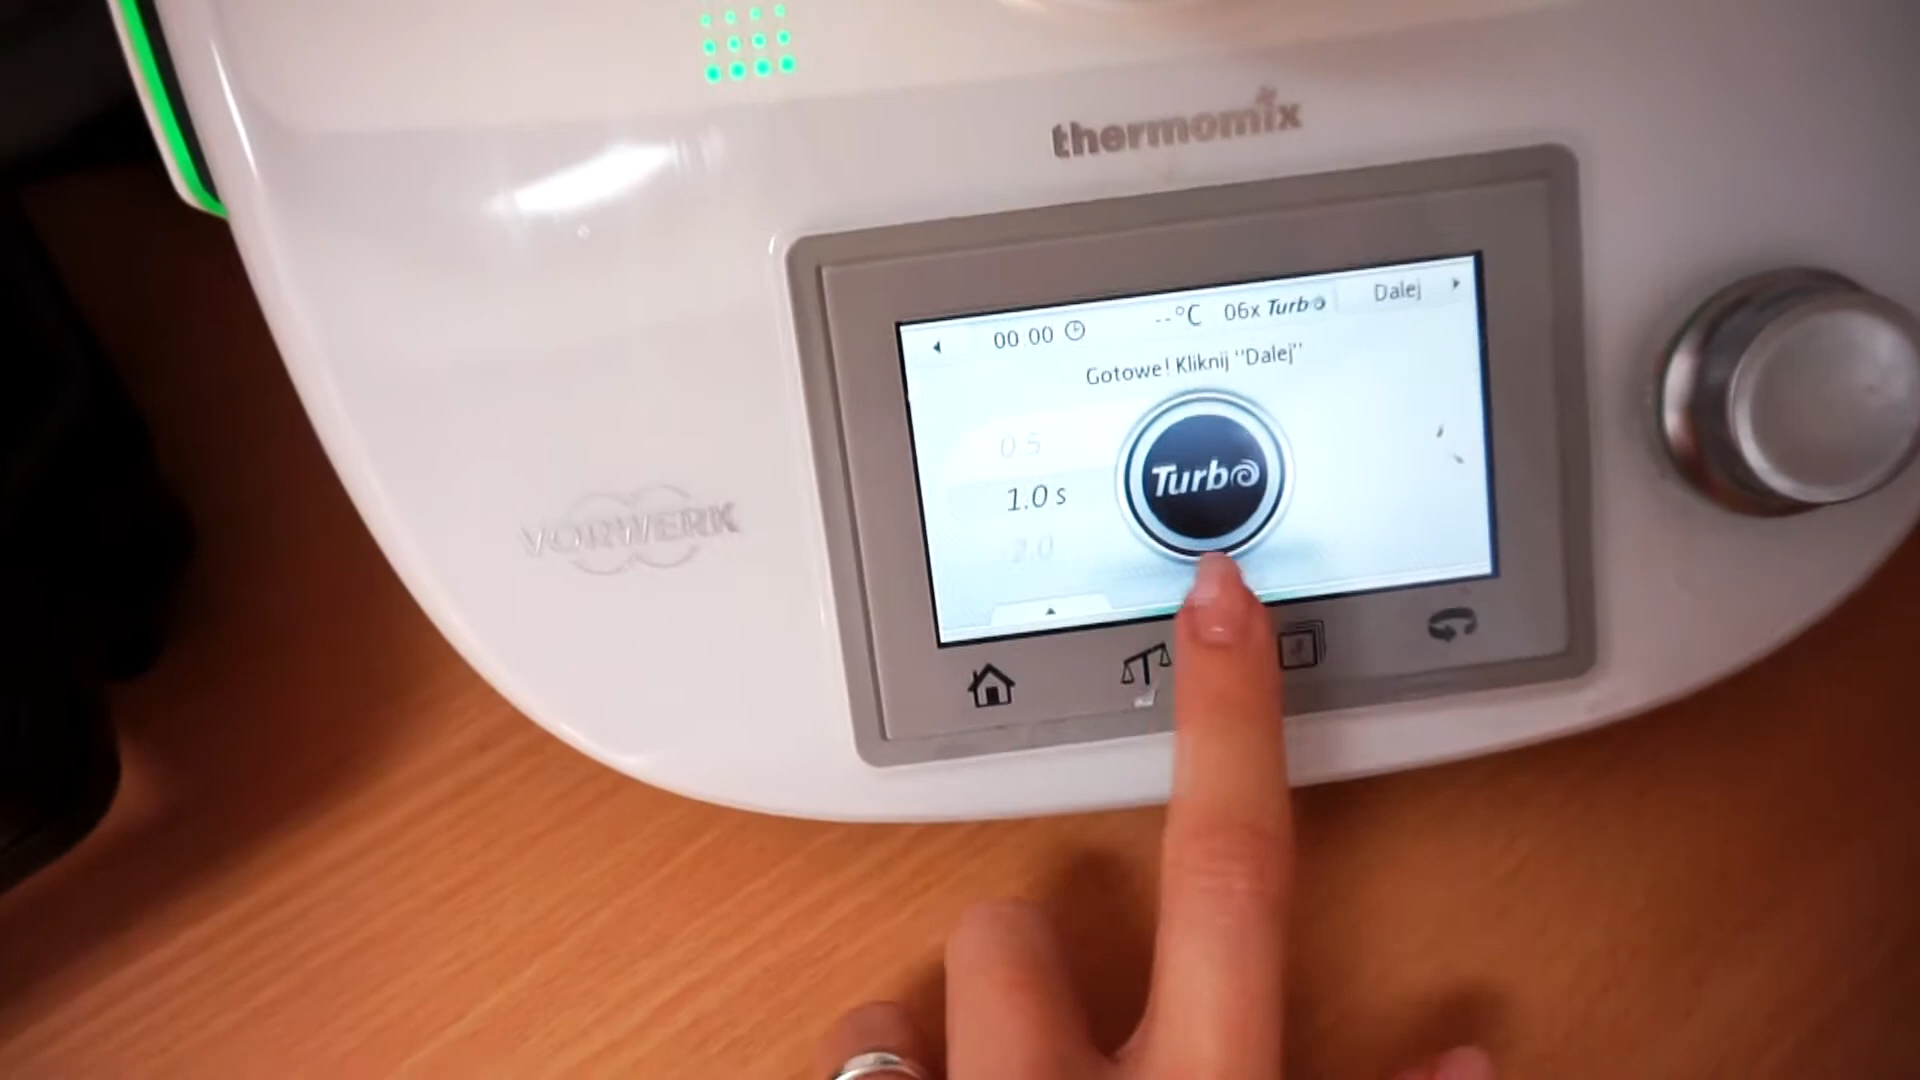 thermomix
00 00 --°C 06x Turbo Dalej
Gotowe! Kliknij "Dalej"
0.5
1.0 s
2.0
Turbo
VORWERK